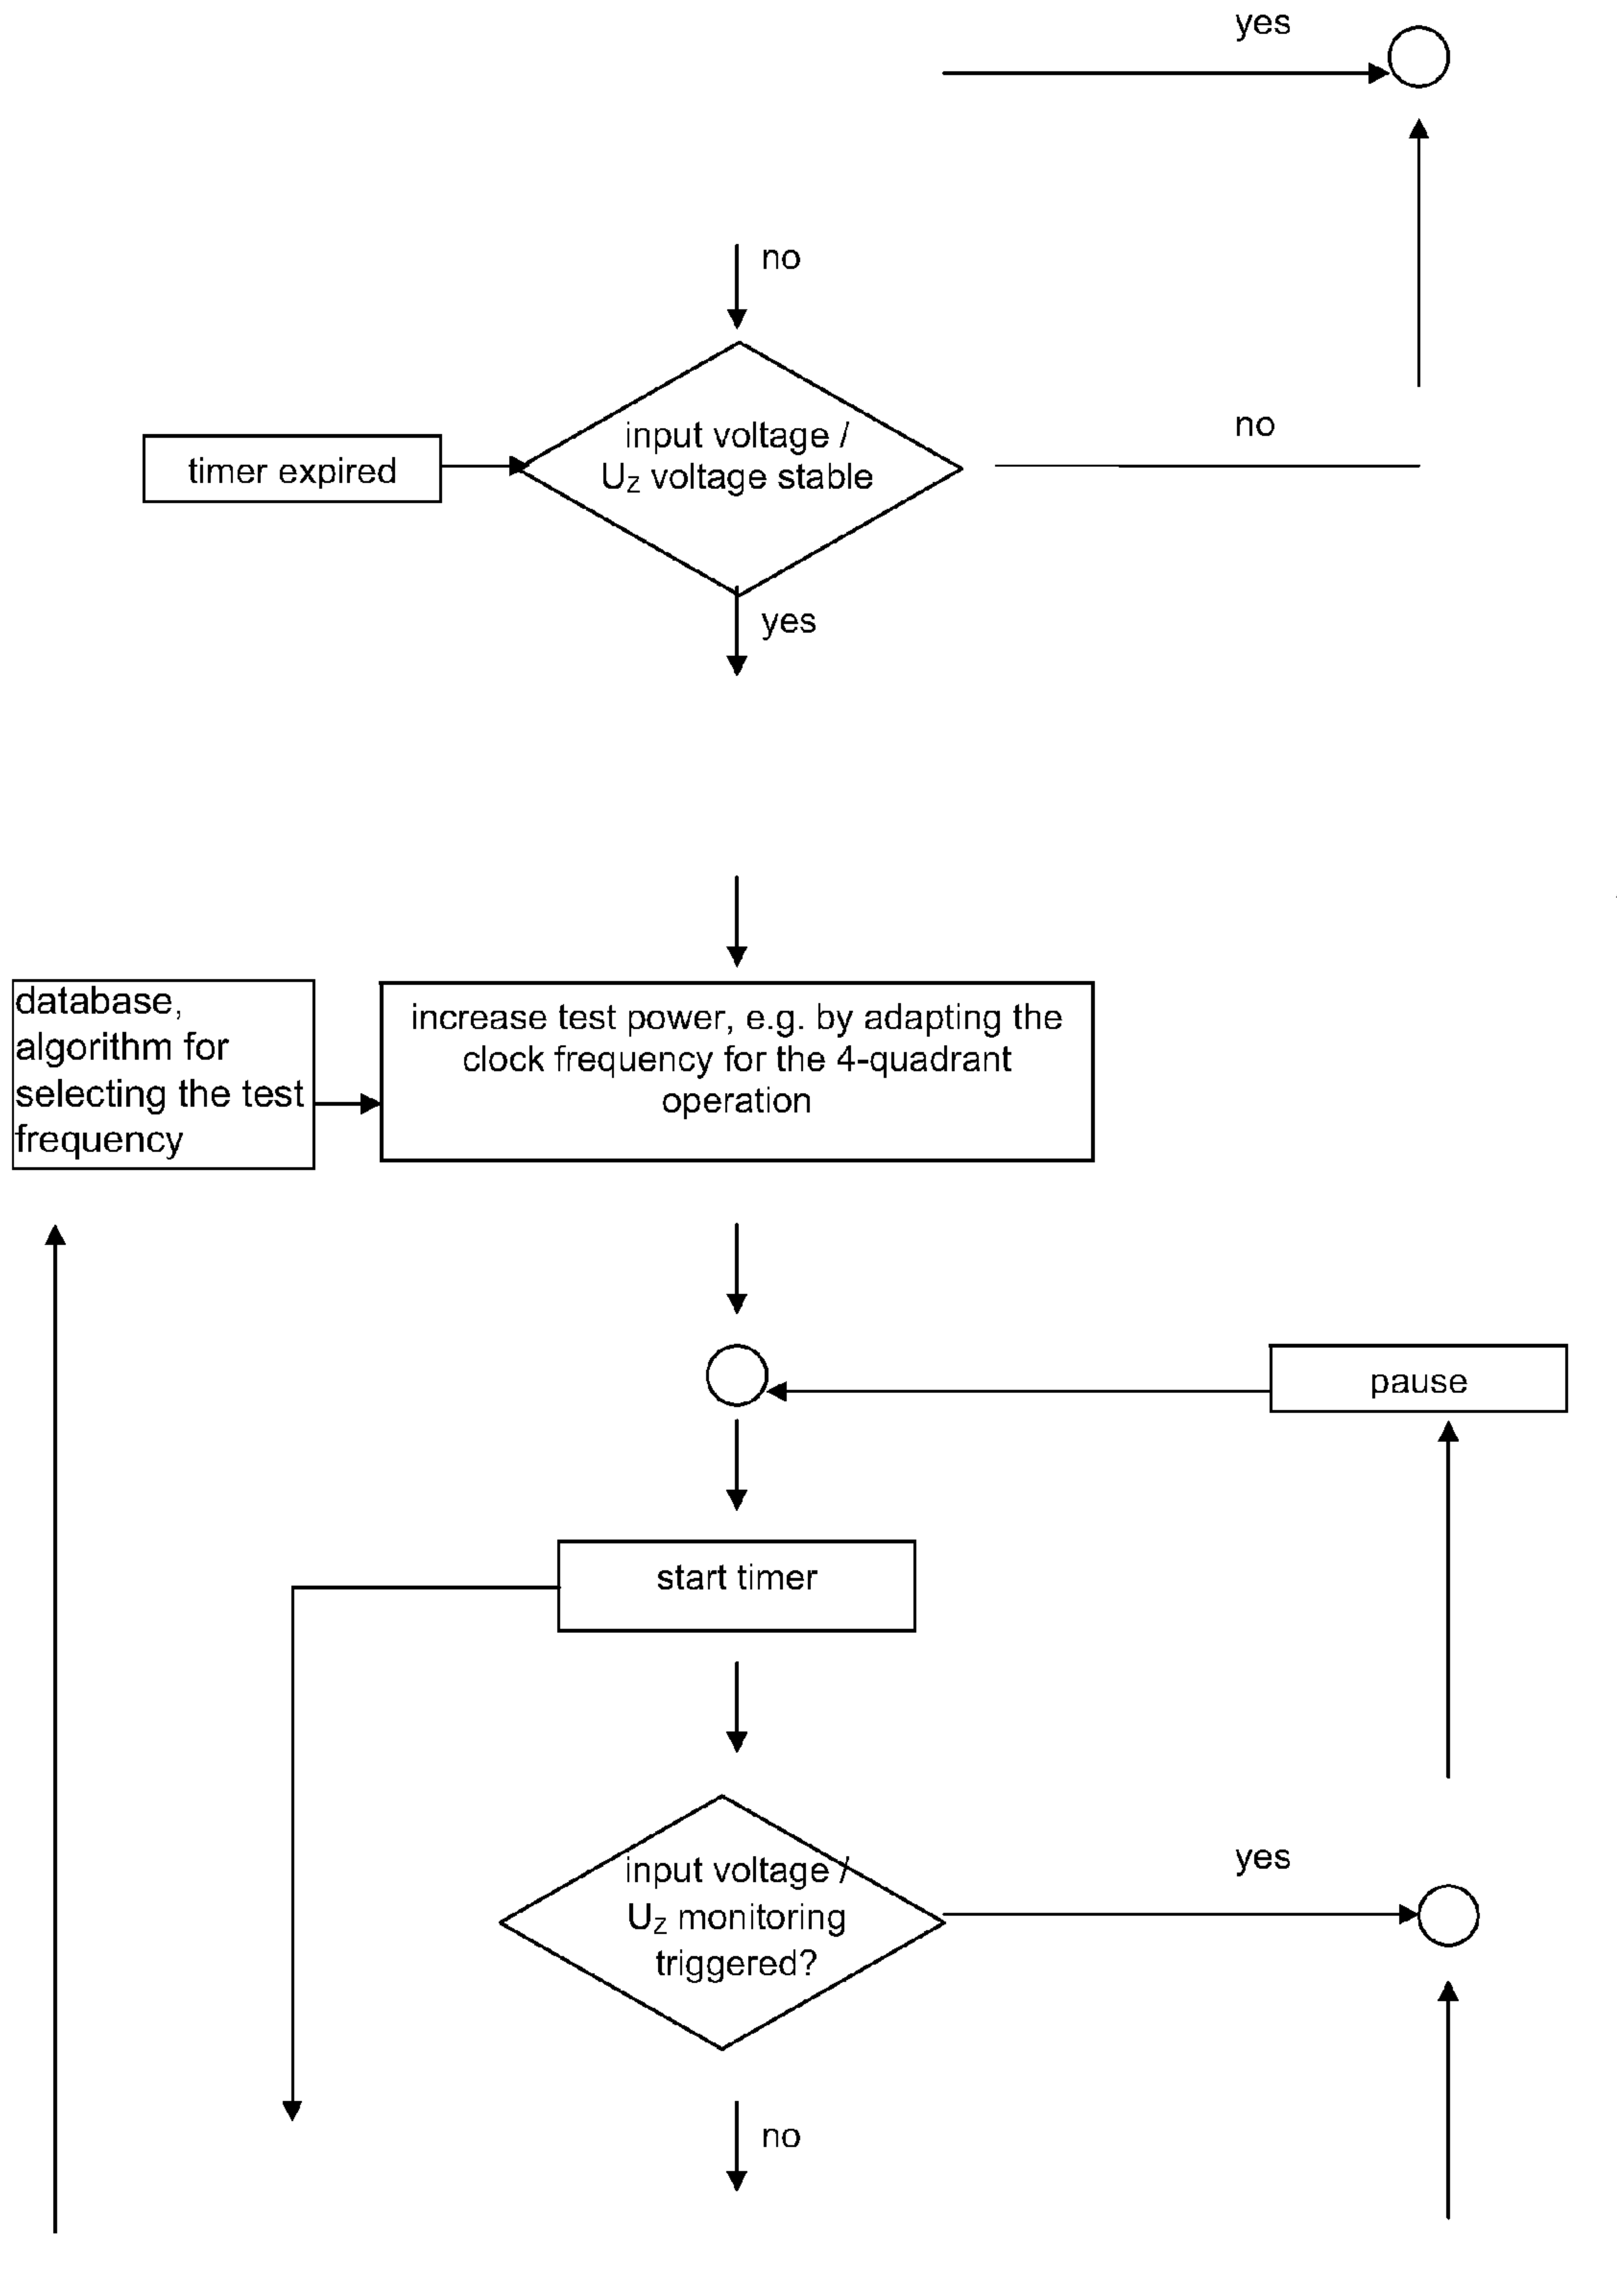 yes
no
input voltage /
U_Z voltage stable
no
timer expired
yes
database,
algorithm for
selecting the test
frequency
increase test power, e.g. by adapting the
clock frequency for the 4-quadrant
operation
pause
start timer
input voltage /
U_Z monitoring
triggered?
yes
no